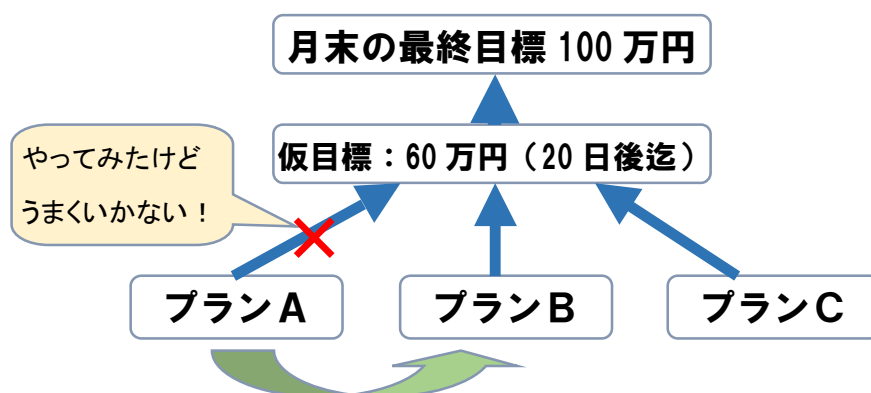 月末の最終目標 100 万円
やってみたけど
うまくいかない！
仮目標：60 万円（20 日後迄）
プランＡ
プランＢ
プランＣ